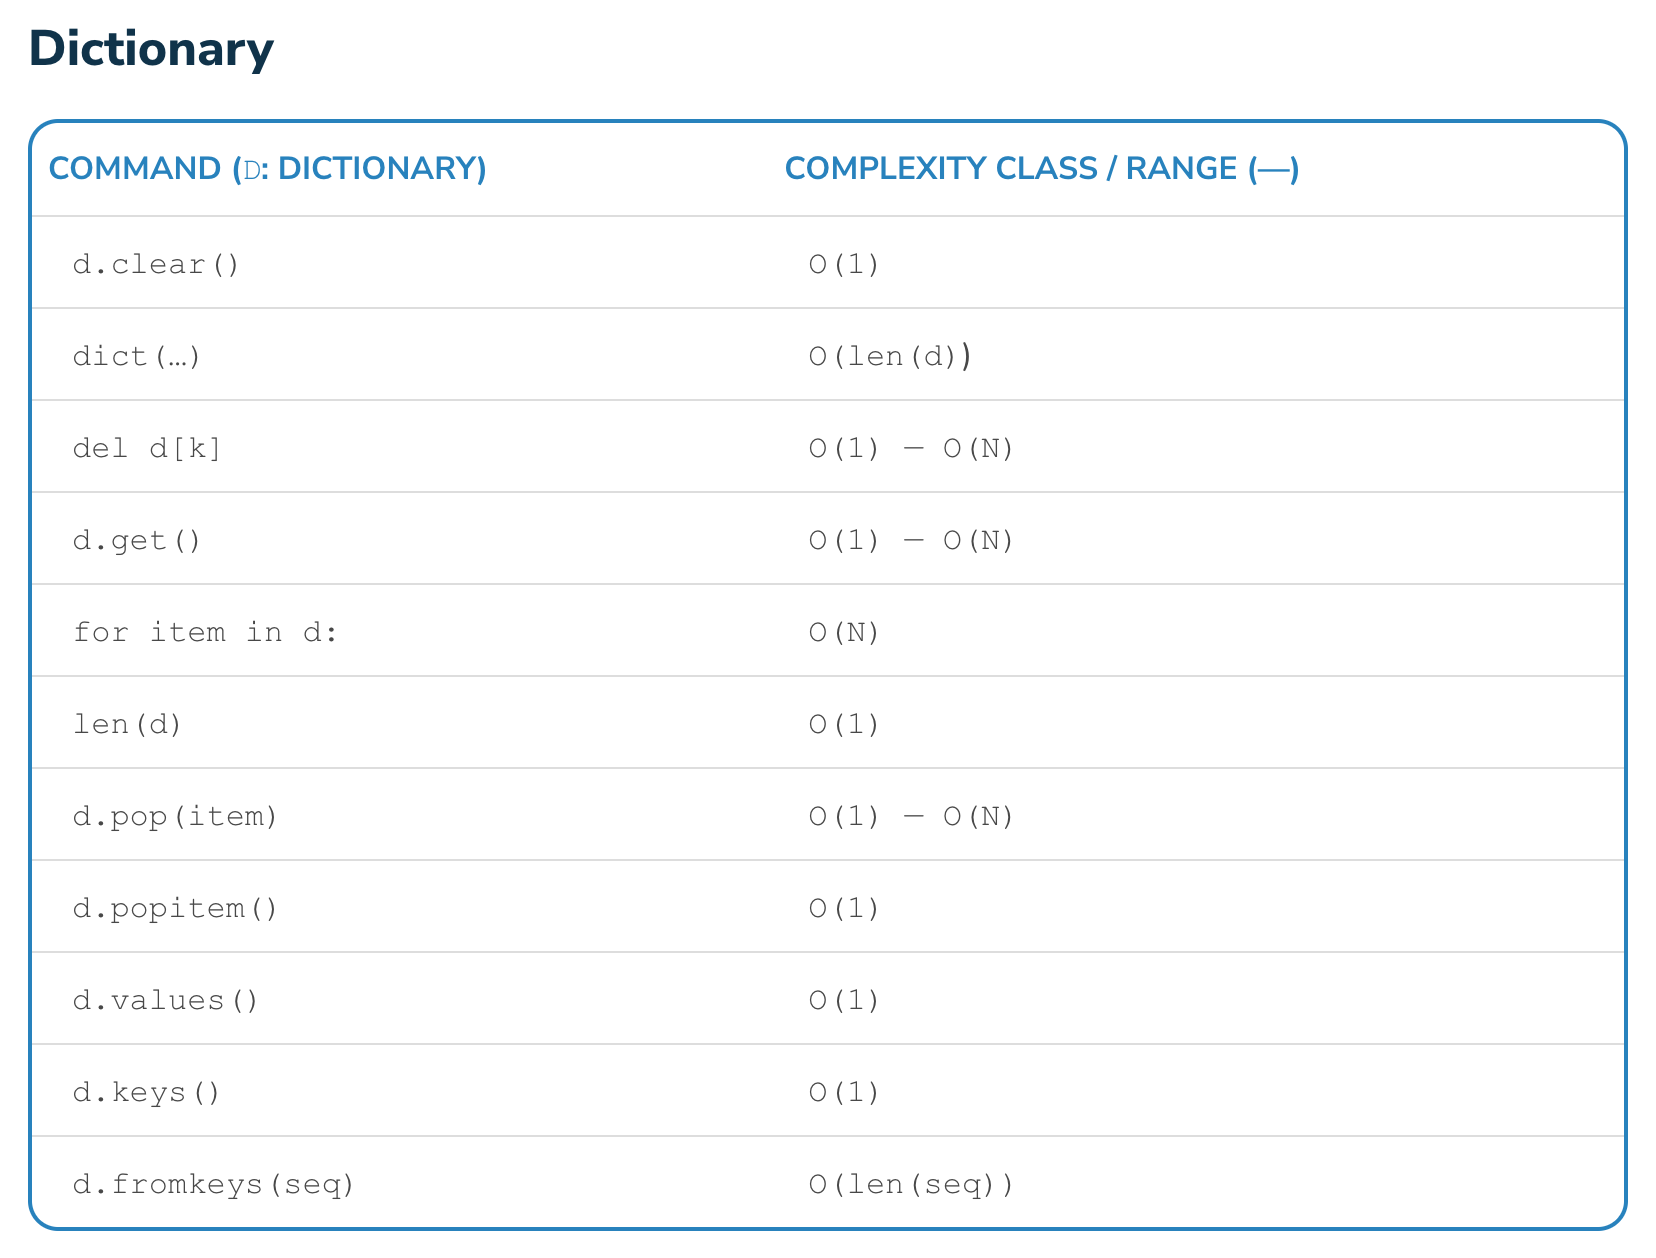 Dictionary
COMMAND (D: DICTIONARY) COMPLEXITY CLASS / RANGE (—)
d.clear() O(1)
dict(…) O(len(d))
del d[k] O(1) — O(N)
d.get() O(1) — O(N)
for item in d: O(N)
len(d) O(1)
d.pop(item) O(1) — O(N)
d.popitem() O(1)
d.values() O(1)
d.keys() O(1)
d.fromkeys(seq) O(len(seq))